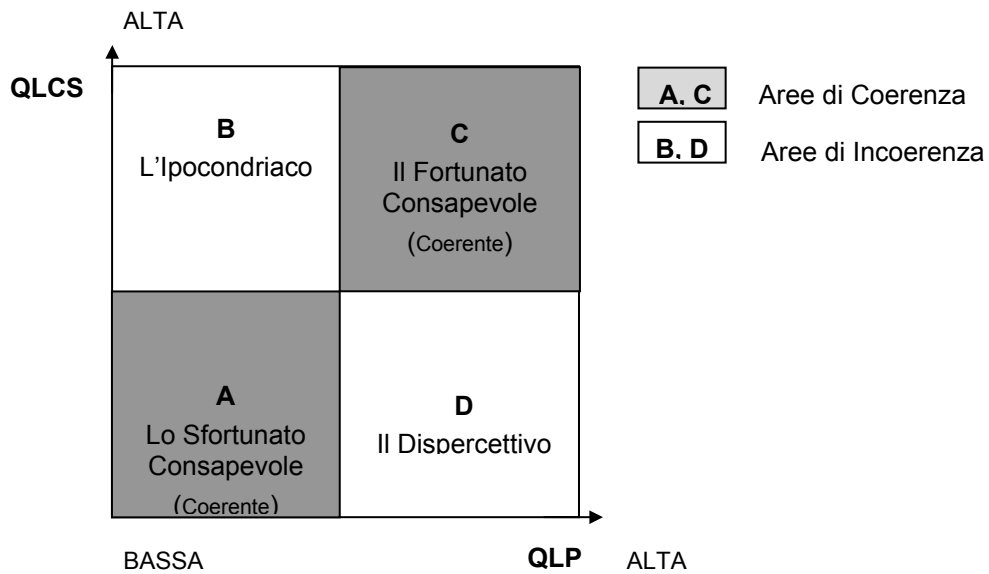 ALTA
QLCS
B
L’Ipocondriaco
C
Il Fortunato
Consapevole
(Coerente)
A, C Aree di Coerenza
B, D Aree di Incoerenza
A
Lo Sfortunato
Consapevole
(Coerente)
D
Il Dispercettivo
BASSA QLP ALTA